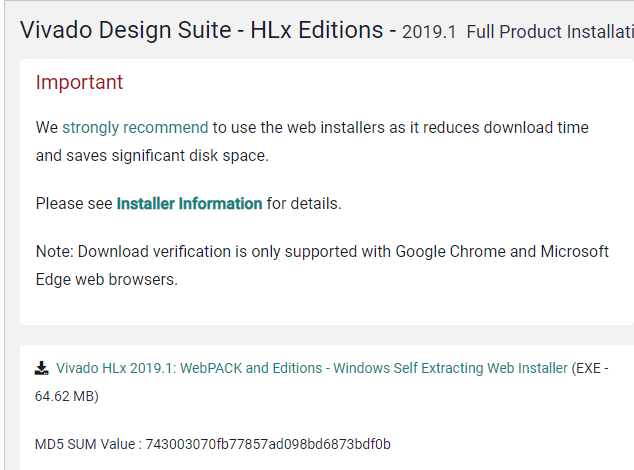 Vivado Design Suite - HLx Editions - 2019.1 Full Product Installati
Important
We strongly recommend to use the web installers as it reduces download time
and saves significant disk space.
Please see Installer Information for details.
Note: Download verification is only supported with Google Chrome and Microsoft
Edge web browsers.
Vivado HLx 2019.1: WebPACK and Editions - Windows Self Extracting Web Installer (EXE -
64.62 MB)
MD5 SUM Value : 743003070fb77857ad098bd6873bdf0b